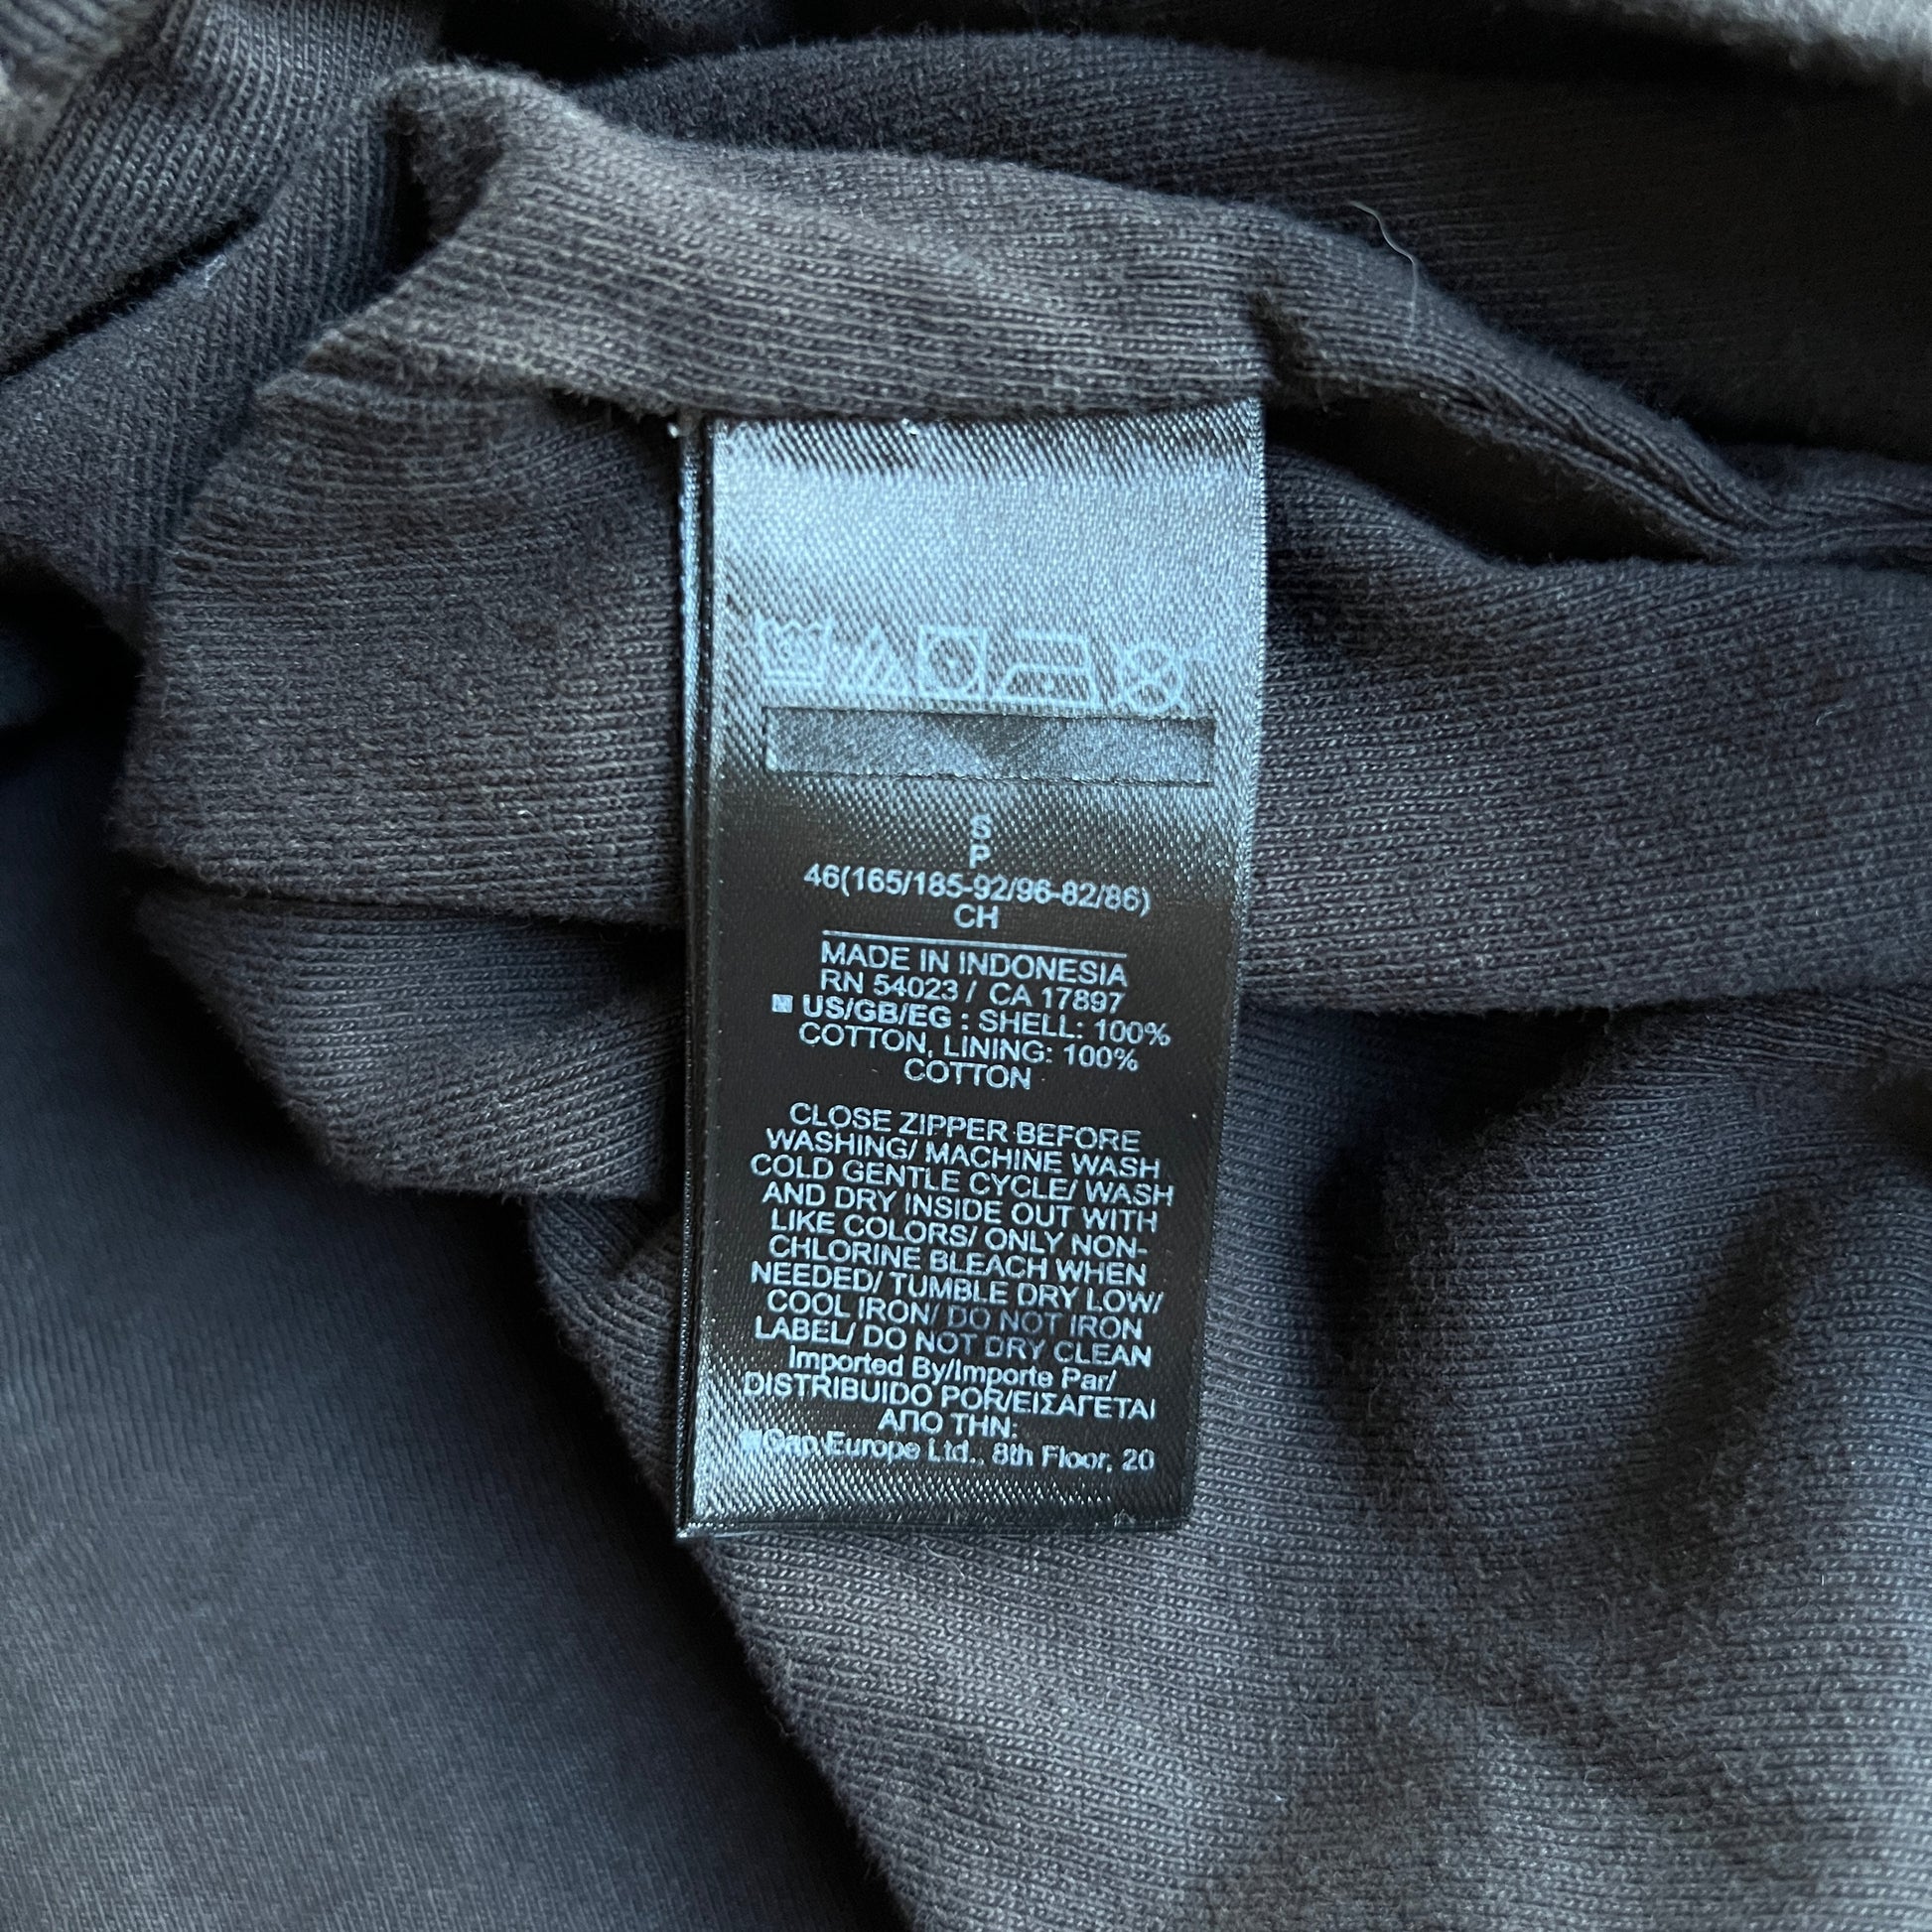 S
P
46(165/185-92/96-82/86)
CH
MADE IN INDONESIA
RN 54023 / CA 17897
US/GB/EG : SHELL: 100%
COTTON, LINING: 100%
COTTON
CLOSE ZIPPER BEFORE
WASHING/ MACHINE WASH
COLD GENTLE CYCLE/ WASH
AND DRY INSIDE OUT WITH
LIKE COLORS/ ONLY NON-
CHLORINE BLEACH WHEN
NEEDED/ TUMBLE DRY LOW/
COOL IRON/ DO NOT IRON
LABEL/ DO NOT DRY CLEAN
Imported By/Importe Par/
DISTRIBUIDO POR/ΕΙΣΑΓΕΤΑΙ
ΑΠΟ ΤΗΝ:
Gap Europe Ltd., 8th Floor, 20